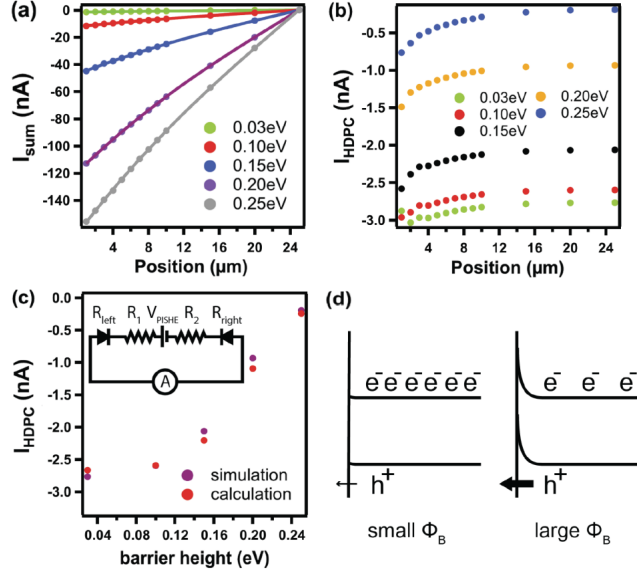 (a)
I_sum (nA)
0
-20
-40
-60
-80
-100
-120
-140
0.03eV
0.10eV
0.15eV
0.20eV
0.25eV
4 8 12 16 20 24
Position (μm)
(b)
I_HDPC (nA)
-0.5
-1.0
-1.5
-2.0
-2.5
-3.0
0.03eV 0.20eV
0.10eV 0.25eV
0.15eV
4 8 12 16 20 24
Position (μm)
(c)
I_HDPC (nA)
0.0
-0.5
-1.0
-1.5
-2.0
-2.5
-3.0
R_left R_1 V_PISHE R_2 R_right
A
simulation
calculation
0.04 0.08 0.12 0.16 0.20 0.24
barrier height (eV)
(d)
e⁻ e⁻ e⁻ e⁻ e⁻ e⁻ e⁻ e⁻ e⁻
h⁺ h⁺
small Φ_B large Φ_B